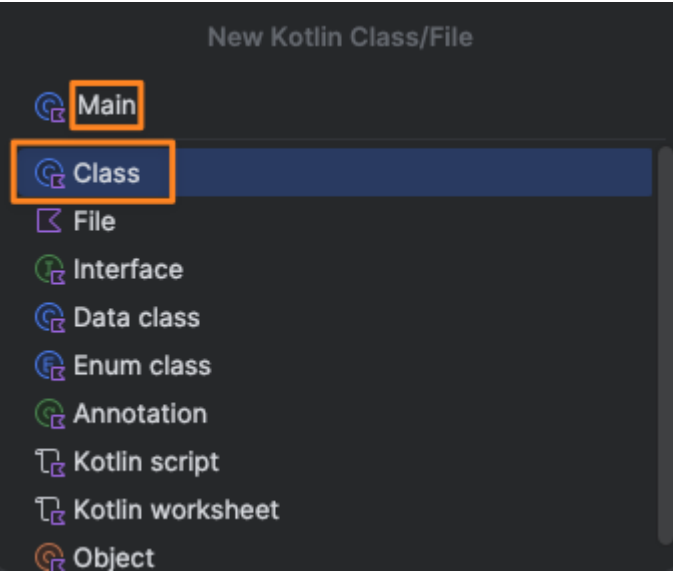 New Kotlin Class/File
Main
Class
File
Interface
Data class
Enum class
Annotation
Kotlin script
Kotlin worksheet
Object